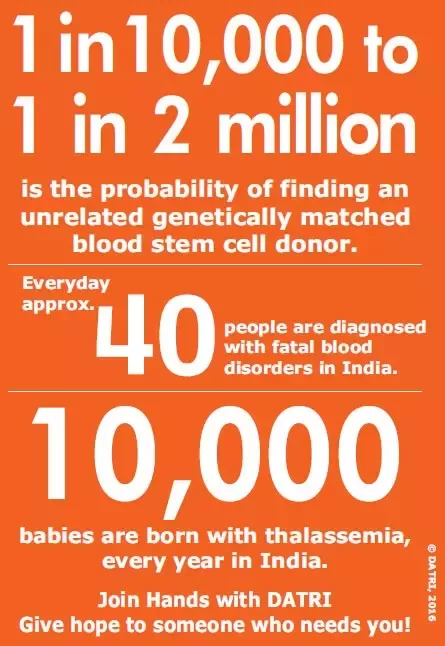 1 in 10,000 to
1 in 2 million
is the probability of finding an
unrelated genetically matched
blood stem cell donor.
Everyday
approx.
40
people are diagnosed
with fatal blood
disorders in India.
10,000
babies are born with thalassemia,
every year in India.
Join Hands with DATRI
Give hope to someone who needs you!
© DATRI, 2016